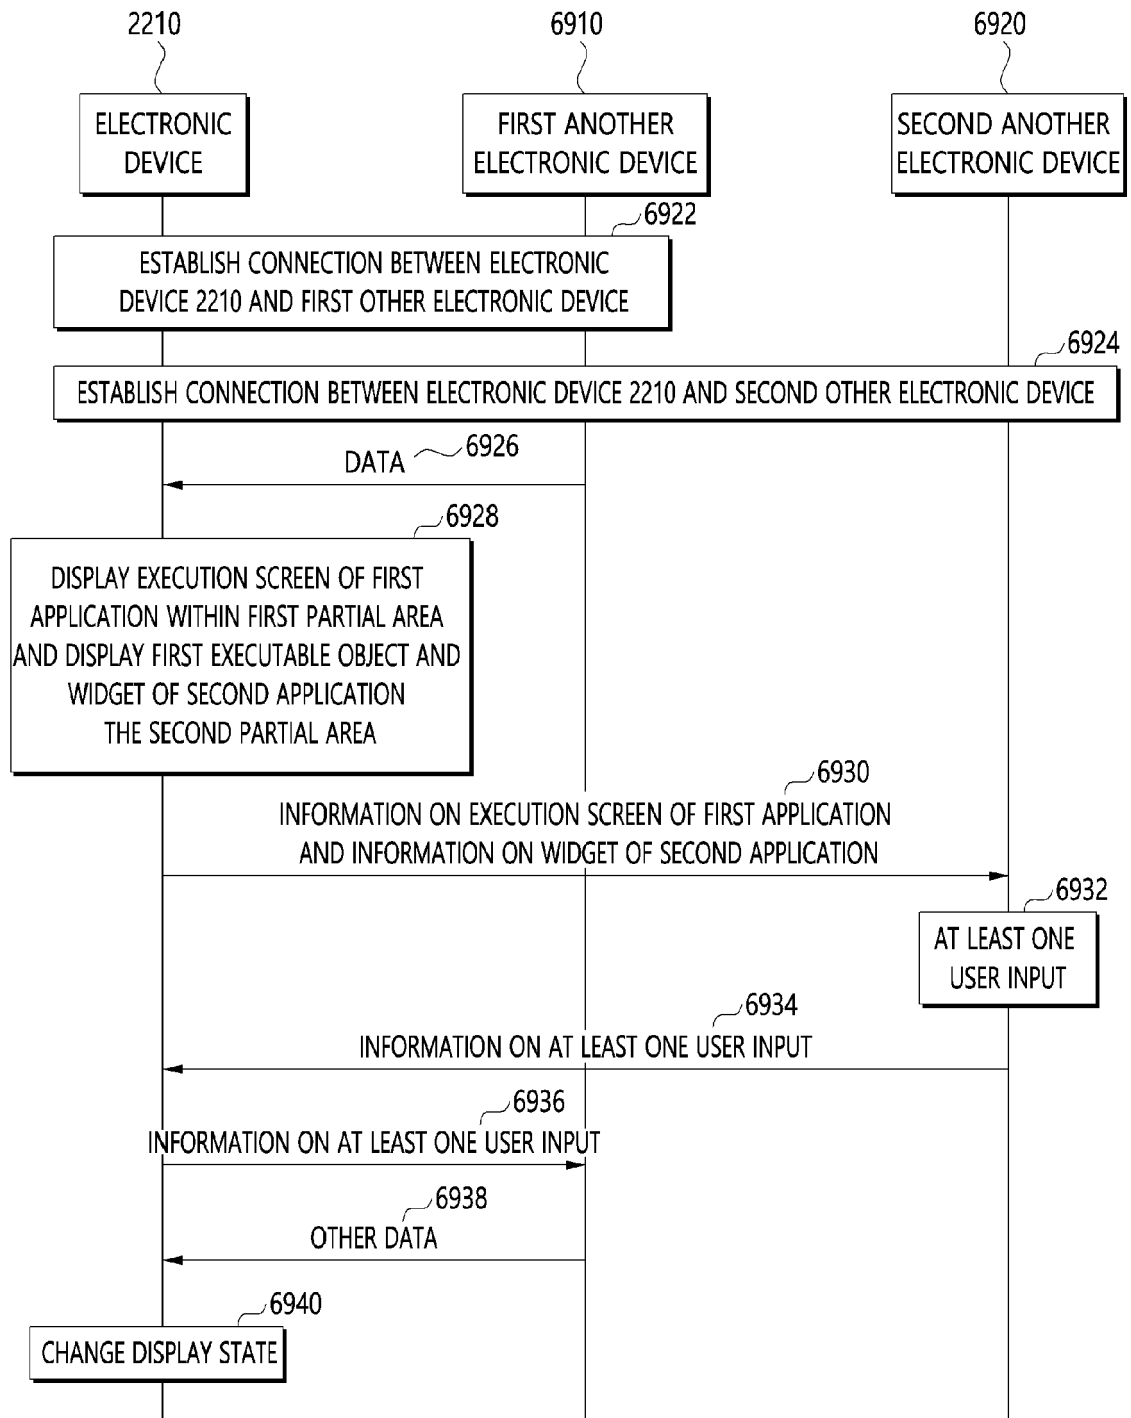 2210
6910
6920
ELECTRONIC
DEVICE
FIRST ANOTHER
ELECTRONIC DEVICE
SECOND ANOTHER
ELECTRONIC DEVICE
6922
ESTABLISH CONNECTION BETWEEN ELECTRONIC
DEVICE 2210 AND FIRST OTHER ELECTRONIC DEVICE
6924
ESTABLISH CONNECTION BETWEEN ELECTRONIC DEVICE 2210 AND SECOND OTHER ELECTRONIC DEVICE
6926
DATA
6928
DISPLAY EXECUTION SCREEN OF FIRST
APPLICATION WITHIN FIRST PARTIAL AREA
AND DISPLAY FIRST EXECUTABLE OBJECT AND
WIDGET OF SECOND APPLICATION
THE SECOND PARTIAL AREA
6930
INFORMATION ON EXECUTION SCREEN OF FIRST APPLICATION
AND INFORMATION ON WIDGET OF SECOND APPLICATION
6932
AT LEAST ONE
USER INPUT
6934
INFORMATION ON AT LEAST ONE USER INPUT
6936
INFORMATION ON AT LEAST ONE USER INPUT
6938
OTHER DATA
6940
CHANGE DISPLAY STATE